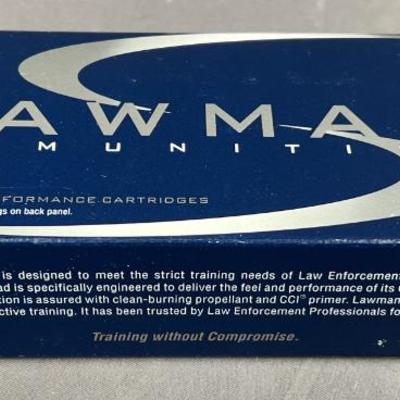 AWMA
MUNITI
FORMANCE CARTRIDGES
gs on back panel.
is designed to meet the strict training needs of Law Enforcement
ad is specifically engineered to deliver the feel and performance of its
tion is assured with clean-burning propellant and CCI® primer. Lawman
ctive training. It has been trusted by Law Enforcement Professionals fo
Training without Compromise.